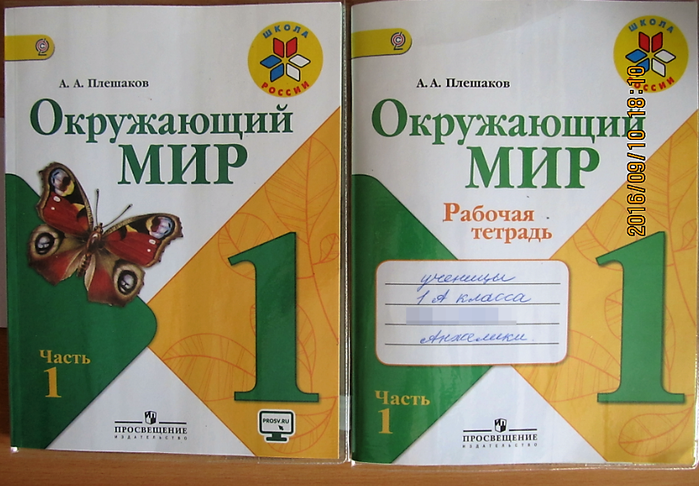 ШКОЛА
РОССИИ
А. А. Плешаков
Окружающий
МИР
1
Часть
1
ПРОСВЕЩЕНИЕ
ИЗДАТЕЛЬСТВО
PROSV.RU
ШКОЛА
РОССИИ
А. А. Плешаков
Окружающий
МИР
Рабочая
тетрадь
ученицы
1 А класса
Анжелики
1
Часть
1
ПРОСВЕЩЕНИЕ
ИЗДАТЕЛЬСТВО
2016/09/10 18:10